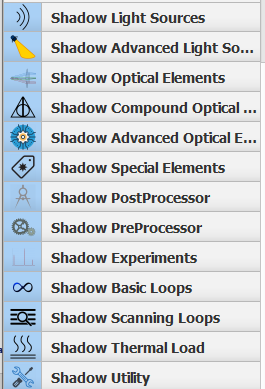 Shadow Light Sources
Shadow Advanced Light So...
Shadow Optical Elements
Shadow Compound Optical ...
Shadow Advanced Optical E...
Shadow Special Elements
Shadow PostProcessor
Shadow PreProcessor
Shadow Experiments
Shadow Basic Loops
Shadow Scanning Loops
Shadow Thermal Load
Shadow Utility